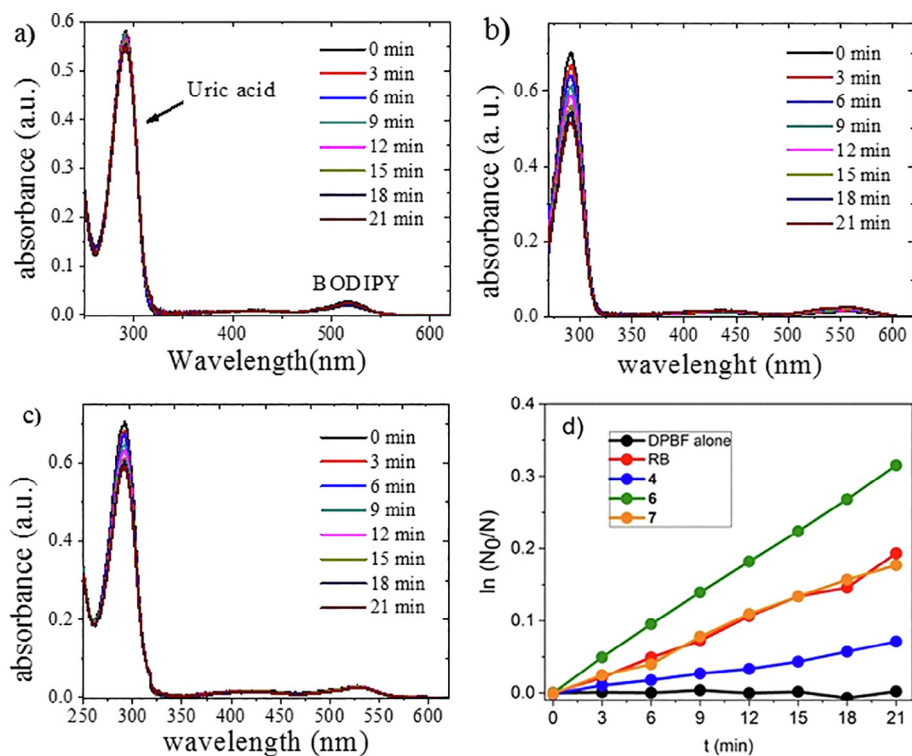 a)
absorbance (a.u.)
0.6
0.5
0.4
0.3
0.2
0.1
0.0
Uric acid
0 min
3 min
6 min
9 min
12 min
15 min
18 min
21 min
BODIPY
300 400 500 600
Wavelength(nm)
b)
absorbance (a. u.)
0.6
0.4
0.2
0.0
0 min
3 min
6 min
9 min
12 min
15 min
18 min
21 min
300 350 400 450 500 550 600
wavelenght (nm)
c)
absorbance (a.u.)
0.6
0.4
0.2
0.0
0 min
3 min
6 min
9 min
12 min
15 min
18 min
21 min
250 300 350 400 450 500 550 600
wavelength (nm)
d)
ln (N0/N)
0.4
0.3
0.2
0.1
0.0
DPBF alone
RB
4
6
7
0 3 6 9 12 15 18 21
t (min)